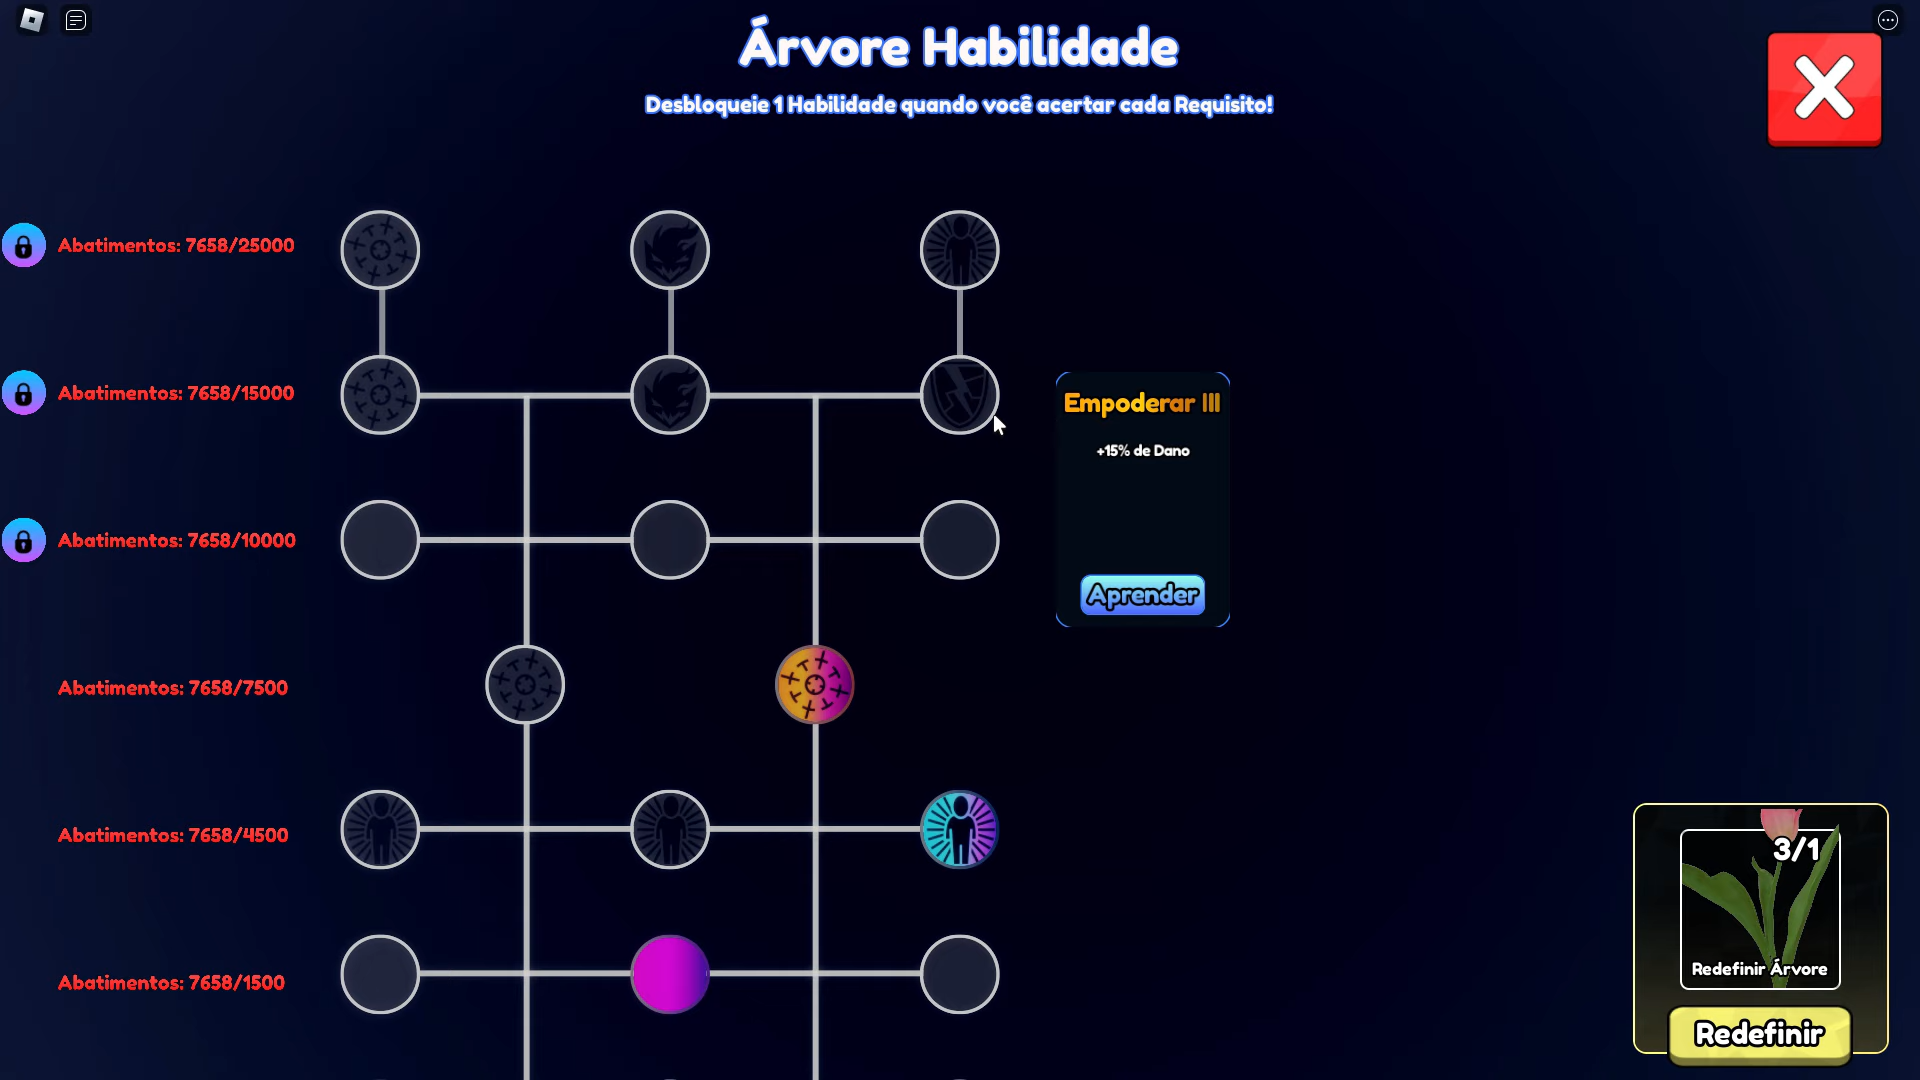 Árvore Habilidade
Desbloqueie 1 Habilidade quando você acertar cada Requisito!
Abatimentos: 7658/25000
Abatimentos: 7658/15000
Empoderar III
+15% de Dano
Abatimentos: 7658/10000
Aprender
Abatimentos: 7658/7500
Abatimentos: 7658/4500
3/1
Redefinir Árvore
Abatimentos: 7658/1500
Redefinir